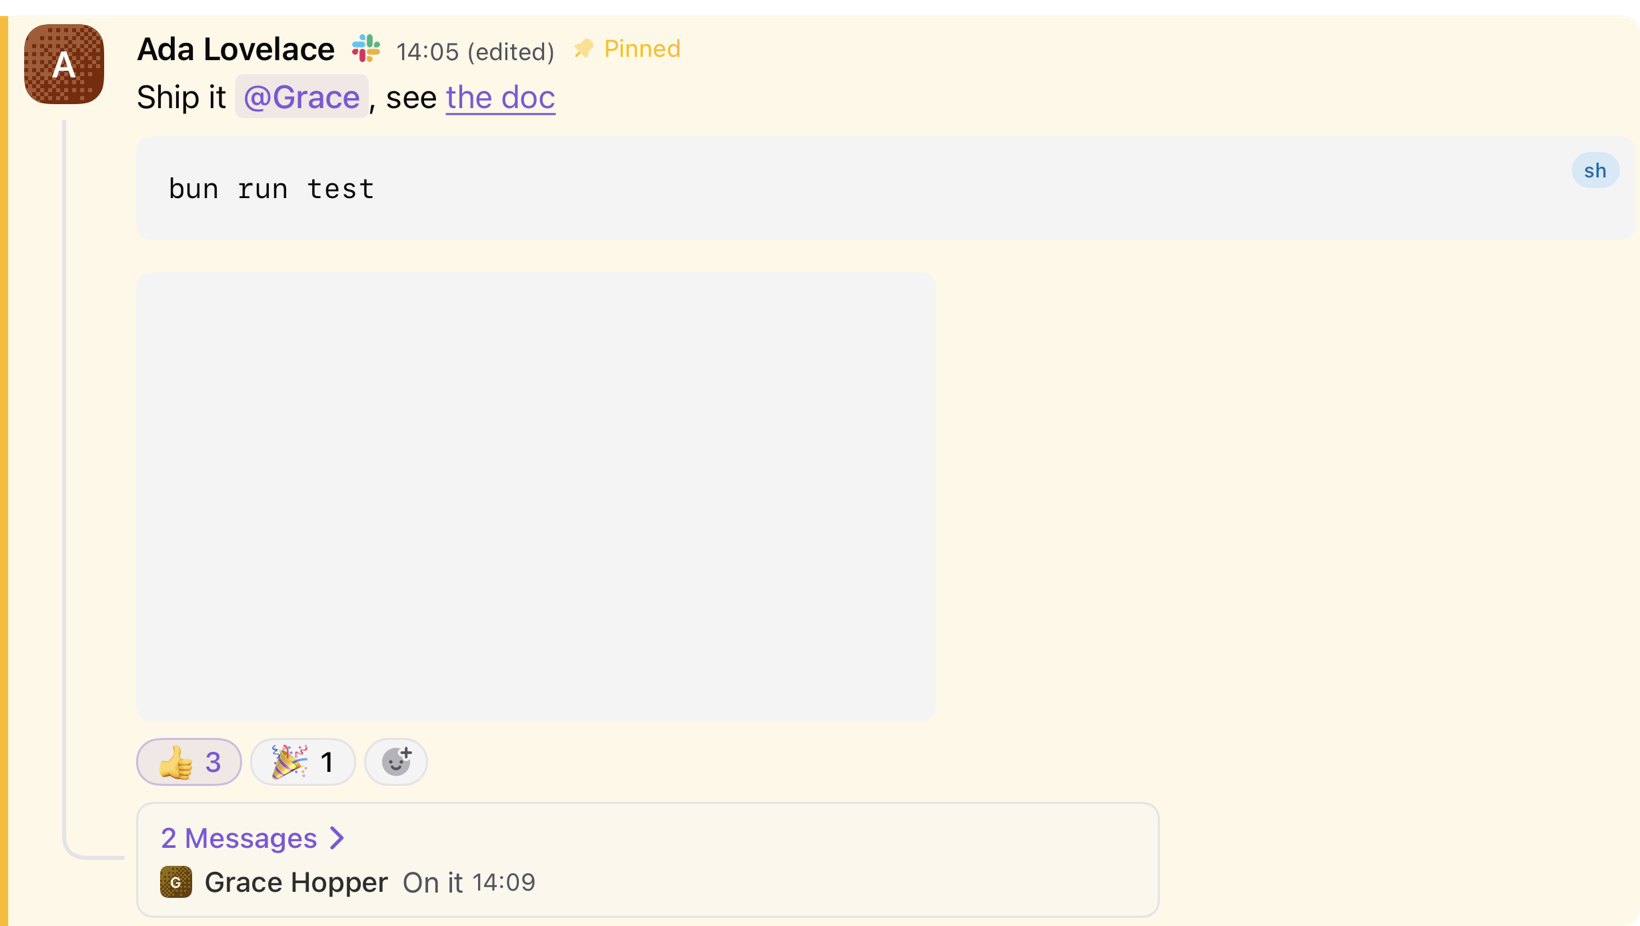 A
Ada Lovelace 14:05 (edited) Pinned
Ship it @Grace, see the doc
sh
bun run test
3 1
2 Messages
G Grace Hopper On it 14:09